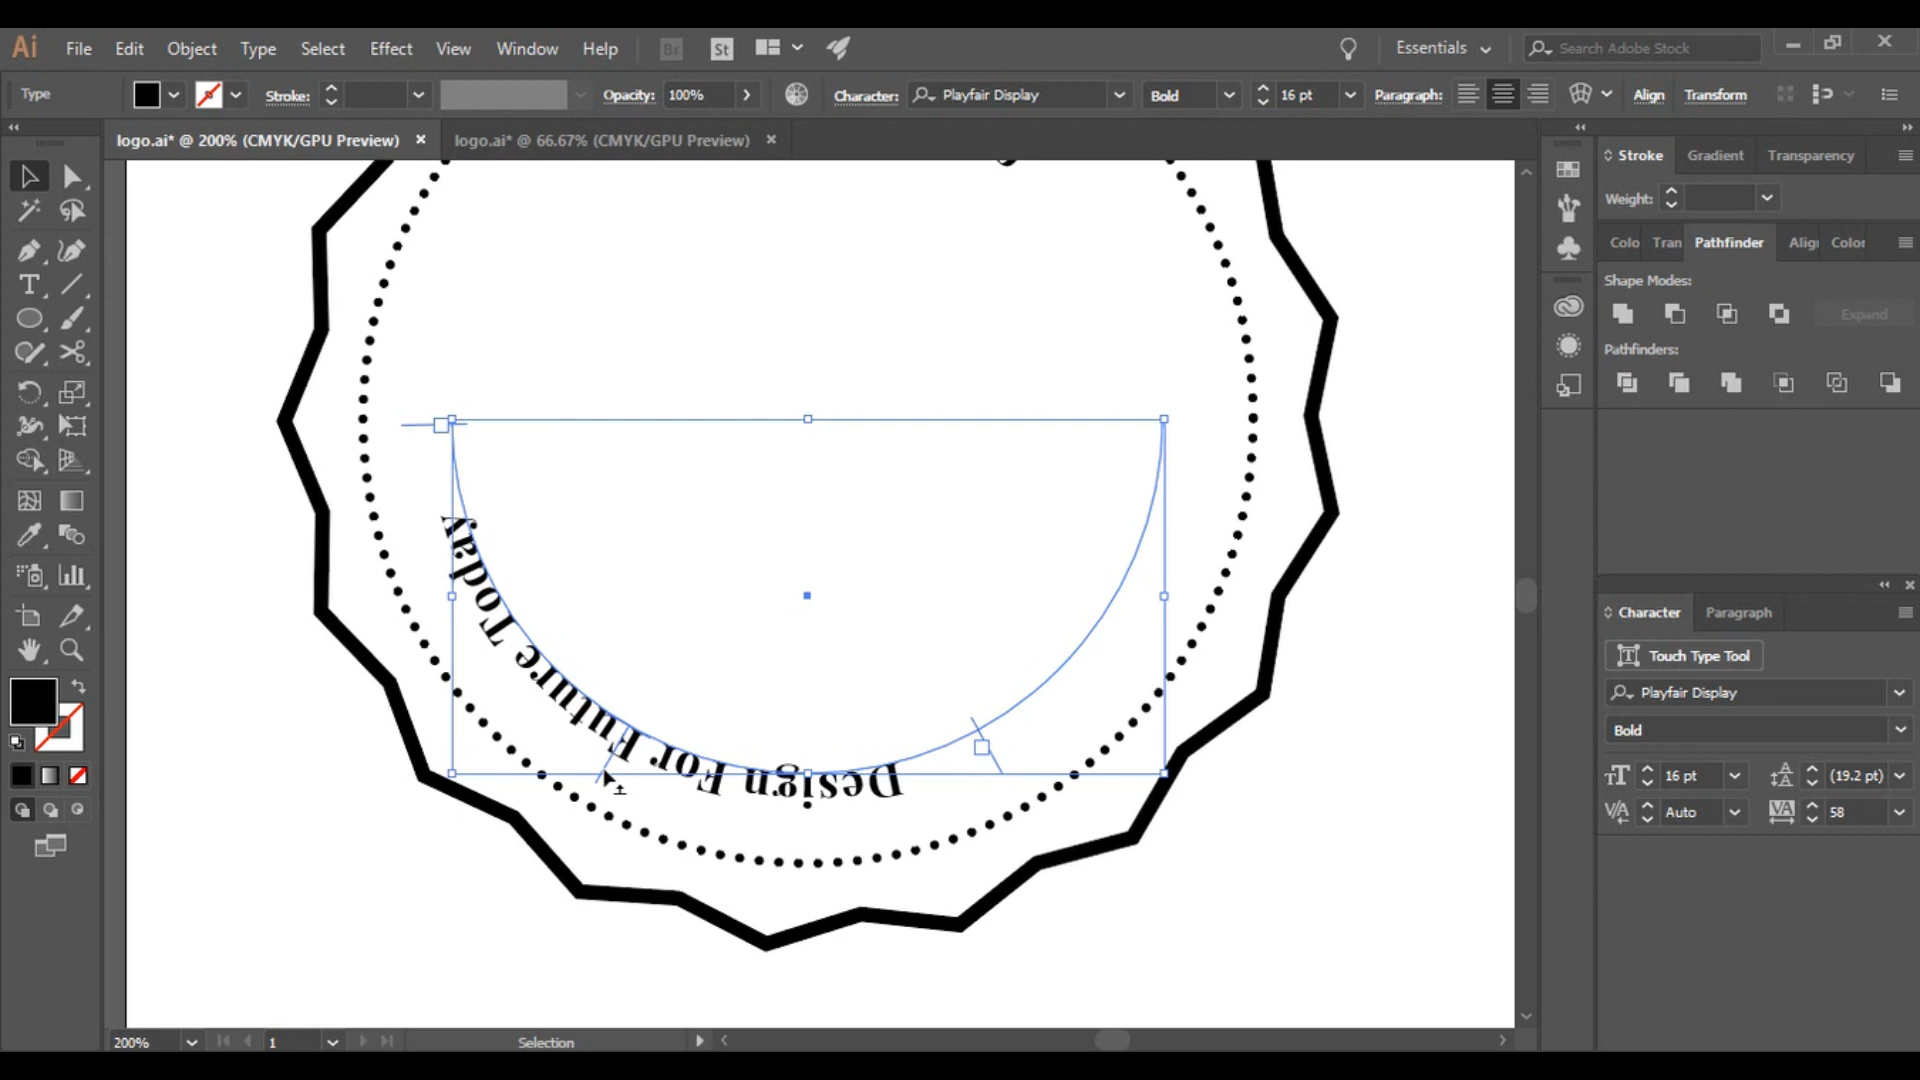 Ai File Edit Object Type Select Effect View Window Help Br St Essentials Search Adobe Stock
Type Stroke: Opacity: 100% Character: Playfair Display Bold 16 pt Paragraph: Align Transform
logo.ai* @ 200% (CMYK/GPU Preview) × logo.ai* @ 66.67% (CMYK/GPU Preview) ×
Stroke Gradient Transparency
Weight:
Colo Tran Pathfinder Alig Color
Shape Modes:
Expand
Pathfinders:
Design For Future Today
Character Paragraph
Touch Type Tool
Playfair Display
Bold
16 pt (19.2 pt)
Auto 58
200% 1 Selection